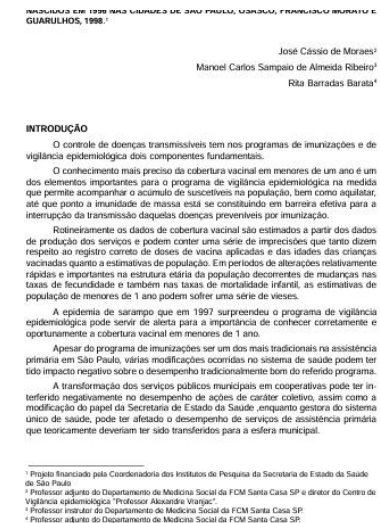 NASCIDOS EM 1996 NAS CIDADES DE SÃO PAULO, OSASCO, FRANCISCO MORATO E
GUARULHOS, 1998.¹
José Cássio de Moraes²
Manoel Carlos Sampaio de Almeida Ribeiro³
Rita Barradas Barata⁴
INTRODUÇÃO
O controle de doenças transmissíveis tem nos programas de imunizações e de
vigilância epidemiológica dois componentes fundamentais.
O conhecimento mais preciso da cobertura vacinal em menores de um ano é um
dos elementos importantes para o programa de vigilância epidemiológica na medida
que permite acompanhar o acúmulo de suscetíveis na população, bem como aquilatar,
até que ponto a imunidade de massa está se constituindo em barreira efetiva para a
interrupção da transmissão daquelas doenças preveníveis por imunização.
Rotineiramente os dados de cobertura vacinal são estimados a partir dos dados
de produção dos serviços e podem conter uma série de imprecisões que tanto dizem
respeito ao registro correto de doses de vacina aplicadas e das idades das crianças
vacinadas quanto a estimativas de população. Em períodos de alterações relativamente
rápidas e importantes na estrutura etária da população decorrentes de mudanças nas
taxas de fecundidade e também nas taxas de mortalidade infantil, as estimativas de
população de menores de 1 ano podem sofrer uma série de vieses.
A epidemia de sarampo que em 1997 surpreendeu o programa de vigilância
epidemiológica pode servir de alerta para a importância de conhecer corretamente e
oportunamente a cobertura vacinal em menores de 1 ano.
Apesar do programa de imunizações ser um dos mais tradicionais na assistência
primária em São Paulo, várias modificações ocorridas no sistema de saúde podem ter
tido impacto negativo sobre o desempenho tradicionalmente bom do referido programa.
A transformação dos serviços públicos municipais em cooperativas pode ter in-
terferido negativamente no desempenho de ações de caráter coletivo, assim como a
modificação do papel da Secretaria de Estado da Saúde ,enquanto gestora do sistema
único de saúde, pode ter afetado o desempenho de serviços de assistência primária
que teoricamente deveriam ter sido transferidos para a esfera municipal.
¹ Projeto financiado pela Coordenadoria dos Institutos de Pesquisa da Secretaria de Estado da Saúde
de São Paulo
² Professor adjunto do Departamento de Medicina Social da FCM Santa Casa SP e diretor do Centro de
Vigilância epidemiológica "Professor Alexandre Vranjac".
³ Professor instrutor do Departamento de Medicina Social da FCM Santa Casa SP.
⁴ Professor adjunto do Departamento de Medicina Social da FCM Santa Casa SP.